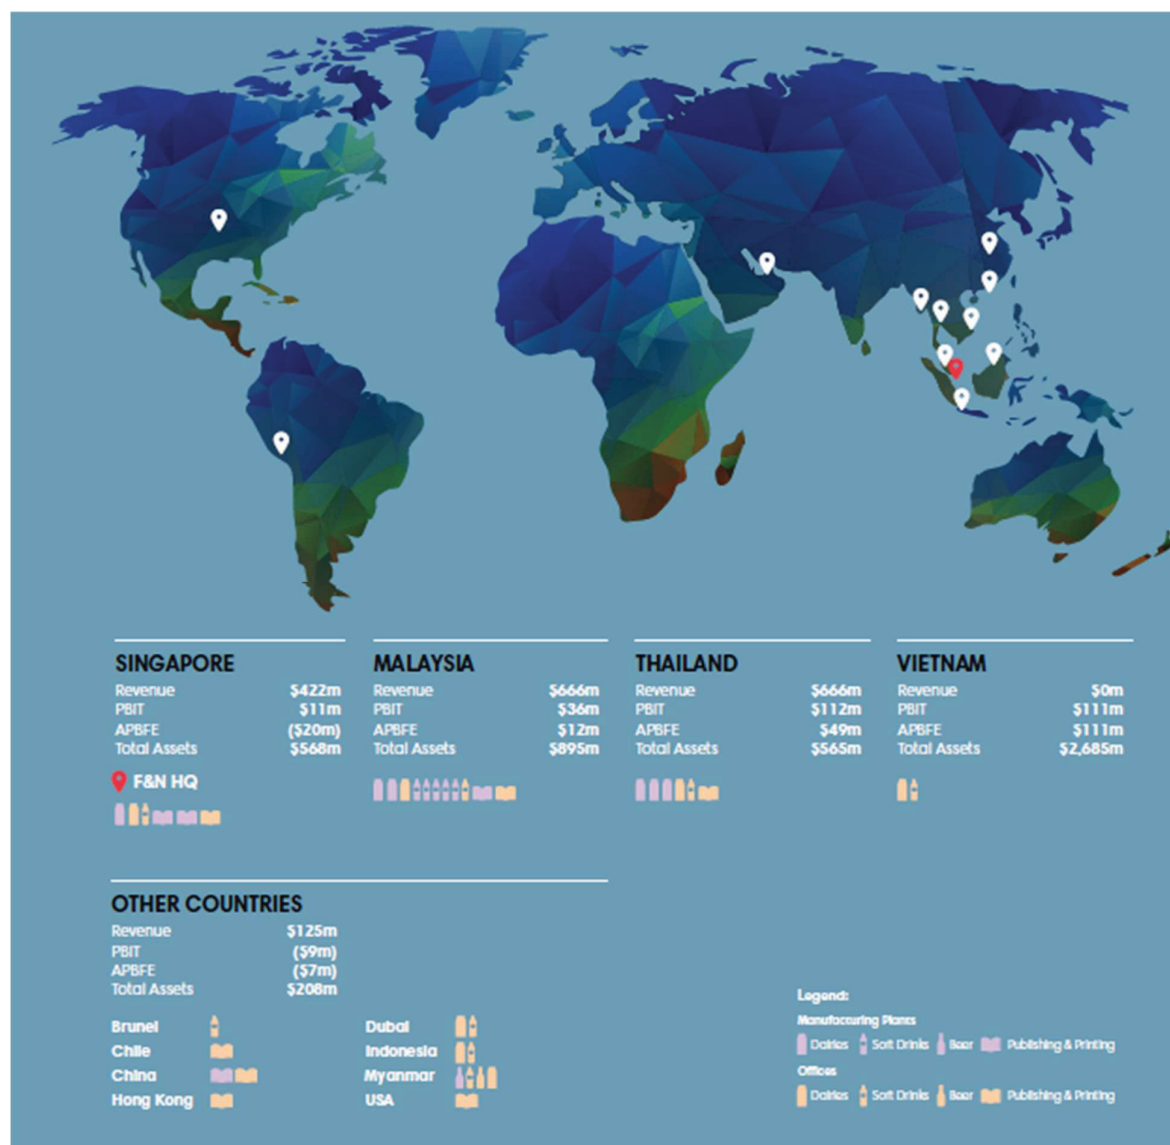 SINGAPORE
Revenue $422m
PBIT $11m
APBFE ($20m)
Total Assets $568m
F&N HQ
MALAYSIA
Revenue $666m
PBIT $36m
APBFE $12m
Total Assets $895m
THAILAND
Revenue $666m
PBIT $112m
APBFE $49m
Total Assets $565m
VIETNAM
Revenue $0m
PBIT $111m
APBFE $111m
Total Assets $2,685m
OTHER COUNTRIES
Revenue $125m
PBIT ($9m)
APBFE ($7m)
Total Assets $208m
Brunei
Chile
China
Hong Kong
Dubai
Indonesia
Myanmar
USA
Legend:
Manufacturing Plants
Dairies Soft Drinks Beer Publishing & Printing
Offices
Dairies Soft Drinks Beer Publishing & Printing